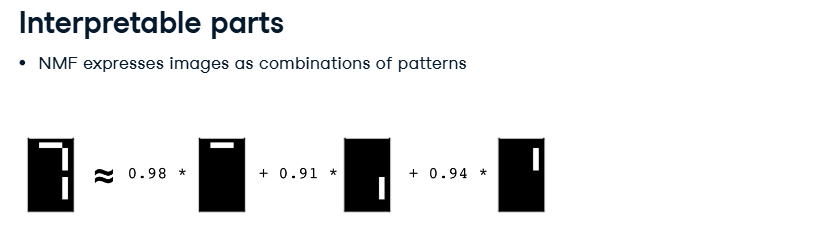 Interpretable parts
• NMF expresses images as combinations of patterns
≈ 0.98 * + 0.91 * + 0.94 *